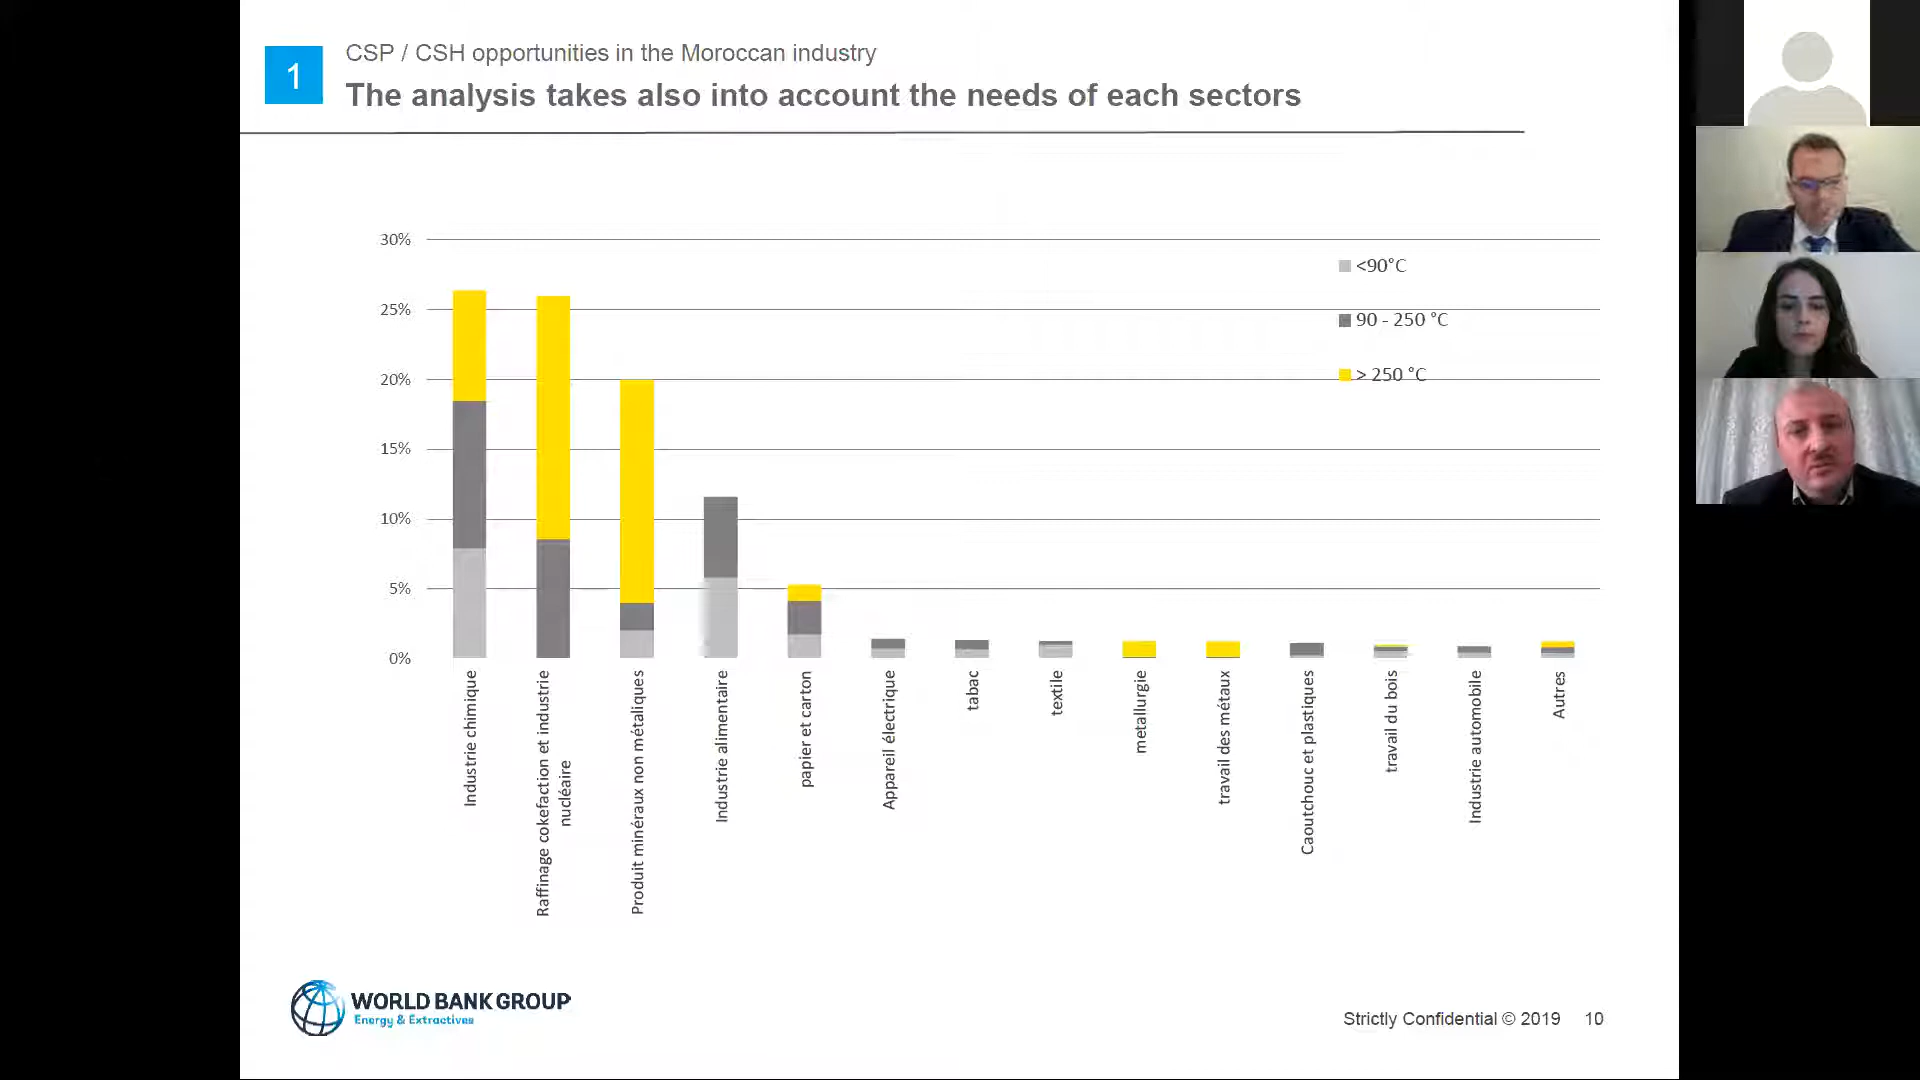 1
CSP / CSH opportunities in the Moroccan industry
The analysis takes also into account the needs of each sectors
30%
25%
20%
15%
10%
5%
0%
<90°C
90 - 250 °C
> 250 °C
Industrie chimique
Raffinage cokefaction et industrie
nucléaire
Produit minéraux non métaliques
Industrie alimentaire
papier et carton
Appareil électrique
tabac
textile
metallurgie
travail des métaux
Caoutchouc et plastiques
travail du bois
Industrie automobile
Autres
WORLD BANK GROUP
Energy & Extractives
Strictly Confidential © 2019 10